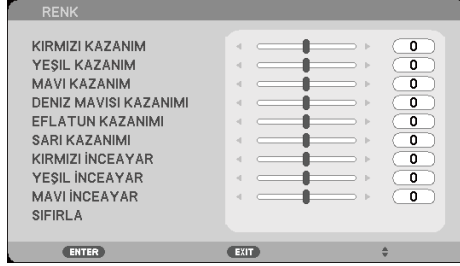 RENK
KIRMIZI KAZANIM 0
YEŞIL KAZANIM 0
MAVI KAZANIM 0
DENIZ MAVISI KAZANIMI 0
EFLATUN KAZANIMI 0
SARI KAZANIMI 0
KIRMIZI İNCEAYAR 0
YEŞIL İNCEAYAR 0
MAVI İNCEAYAR 0
SIFIRLA
ENTER EXIT